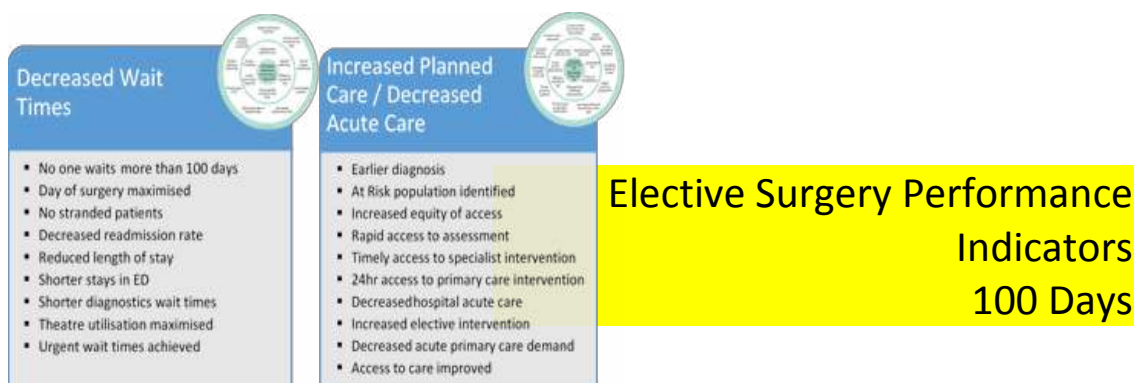 Decreased Wait
Times
▪ No one waits more than 100 days
▪ Day of surgery maximised
▪ No stranded patients
▪ Decreased readmission rate
▪ Reduced length of stay
▪ Shorter stays in ED
▪ Shorter diagnostics wait times
▪ Theatre utilisation maximised
▪ Urgent wait times achieved
Increased Planned
Care / Decreased
Acute Care
▪ Earlier diagnosis
▪ At Risk population identified
▪ Increased equity of access
▪ Rapid access to assessment
▪ Timely access to specialist intervention
▪ 24hr access to primary care intervention
▪ Decreasedhospital acute care
▪ Increased elective intervention
▪ Decreased acute primary care demand
▪ Access to care improved
Elective Surgery Performance
Indicators
100 Days